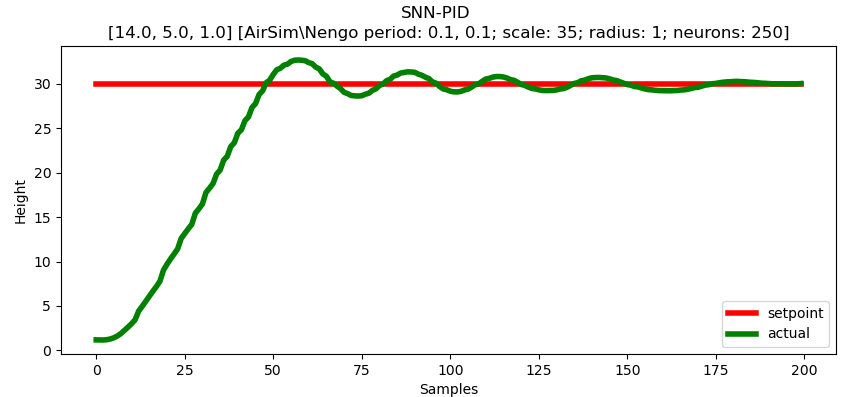 SNN-PID
[14.0, 5.0, 1.0] [AirSim\Nengo period: 0.1, 0.1; scale: 35; radius: 1; neurons: 250]
30
25
20
15
10
5
0
Height
setpoint
actual
0 25 50 75 100 125 150 175 200
Samples